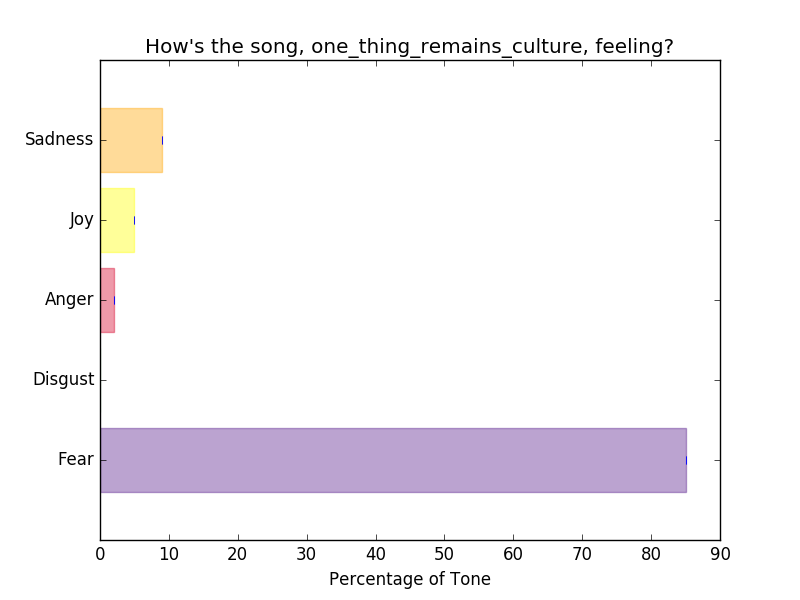 How's the song, one_thing_remains_culture, feeling?
Sadness
Joy
Anger
Disgust
Fear
0 10 20 30 40 50 60 70 80 90
Percentage of Tone